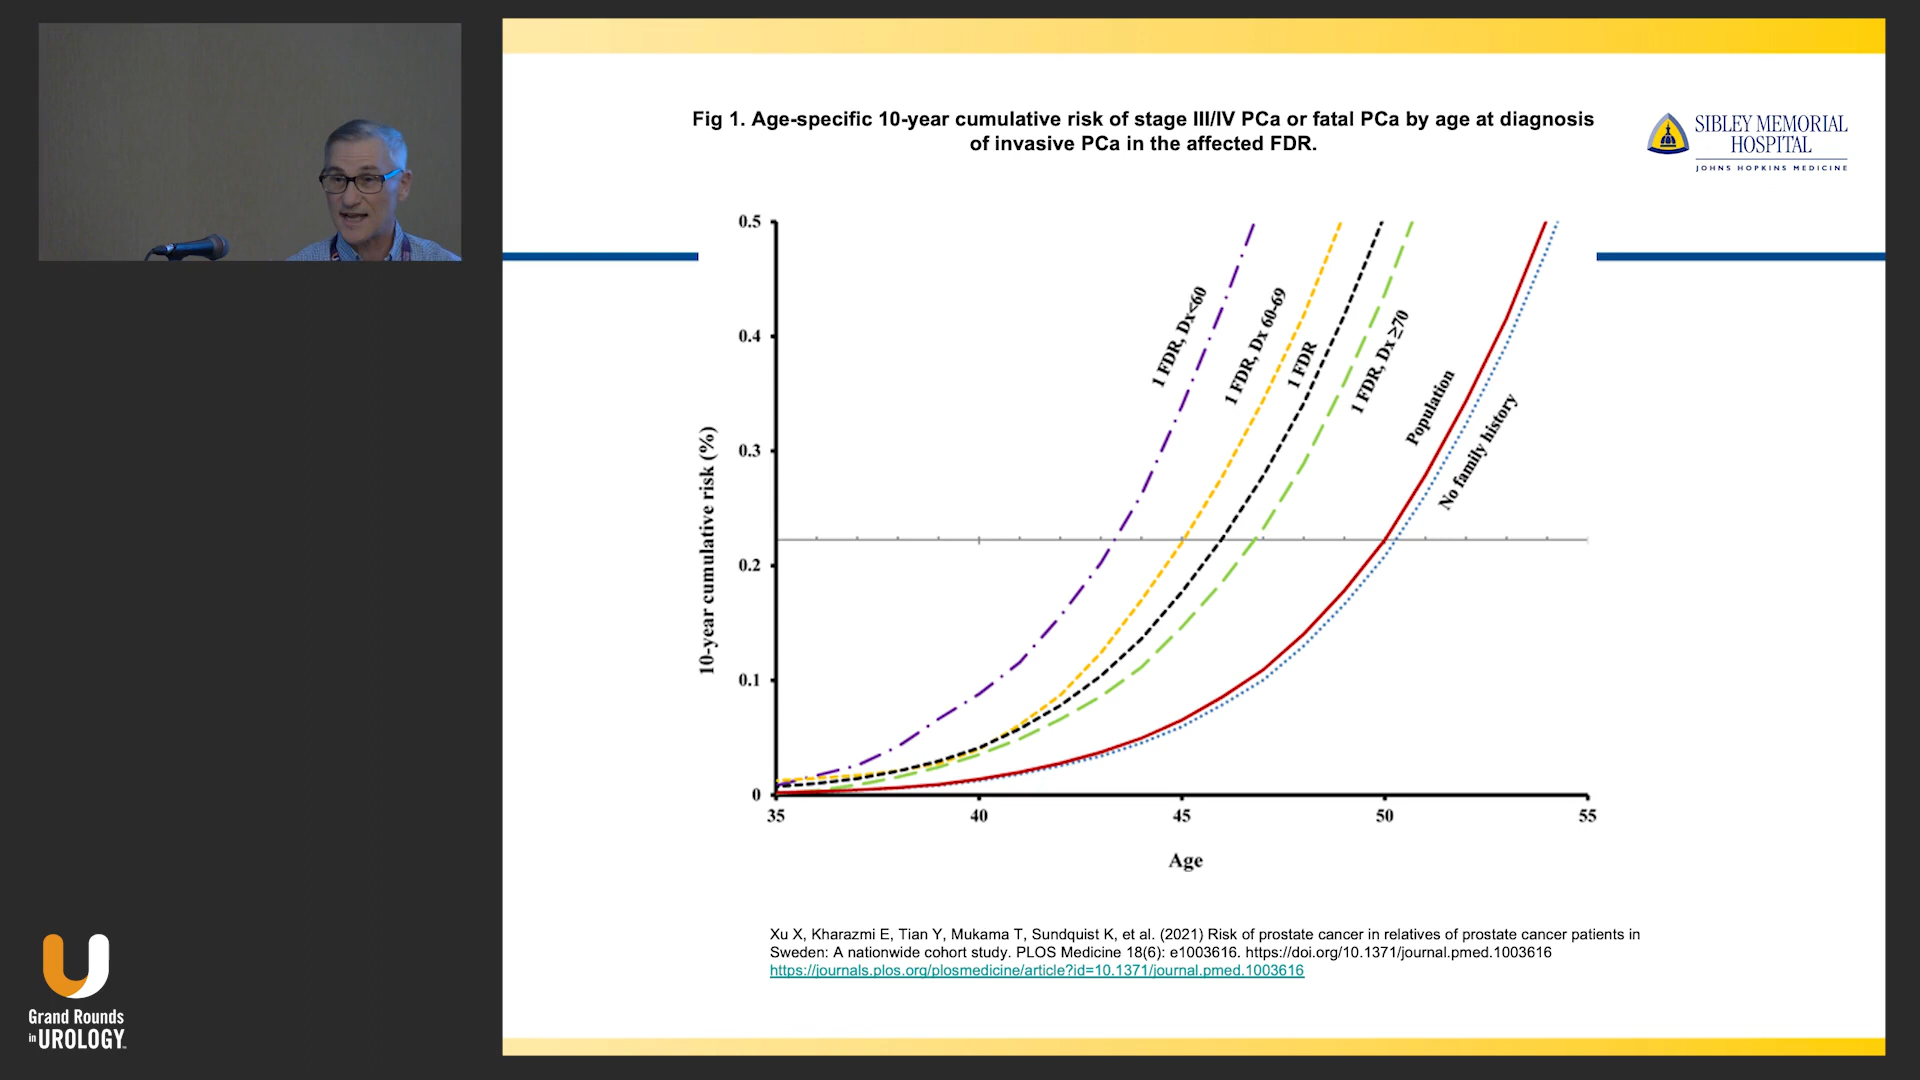 Fig 1. Age-specific 10-year cumulative risk of stage III/IV PCa or fatal PCa by age at diagnosis
of invasive PCa in the affected FDR.
SIBLEY MEMORIAL
HOSPITAL
JOHNS HOPKINS MEDICINE
0.5
0.4
0.3
0.2
0.1
0
10-year cumulative risk (%)
1 FDR, Dx<60
1 FDR, Dx 60-69
1 FDR
1 FDR, Dx ≥70
Population
No family history
35
40
45
50
55
Age
Xu X, Kharazmi E, Tian Y, Mukama T, Sundquist K, et al. (2021) Risk of prostate cancer in relatives of prostate cancer patients in
Sweden: A nationwide cohort study. PLOS Medicine 18(6): e1003616. https://doi.org/10.1371/journal.pmed.1003616
https://journals.plos.org/plosmedicine/article?id=10.1371/journal.pmed.1003616
Grand Rounds
in UROLOGY